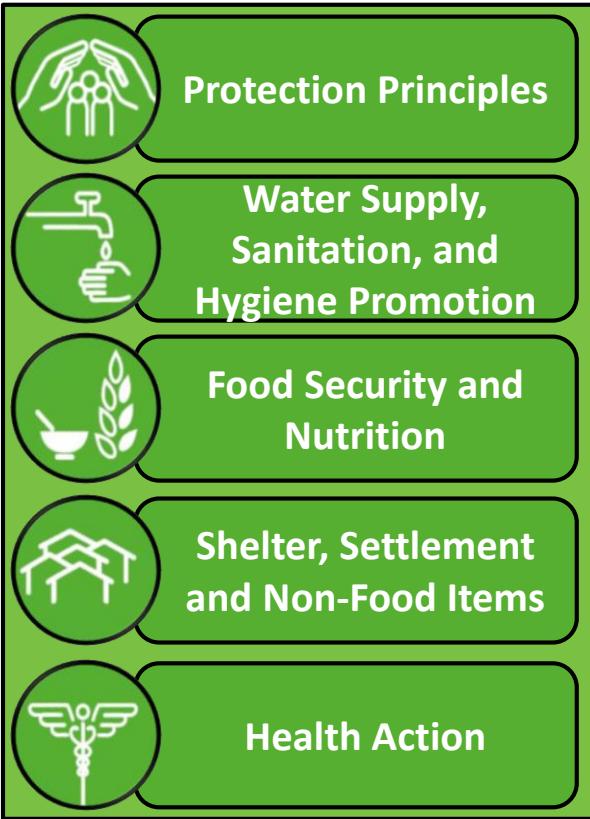 Protection Principles
Water Supply,
Sanitation, and
Hygiene Promotion
Food Security and
Nutrition
Shelter, Settlement
and Non-Food Items
Health Action